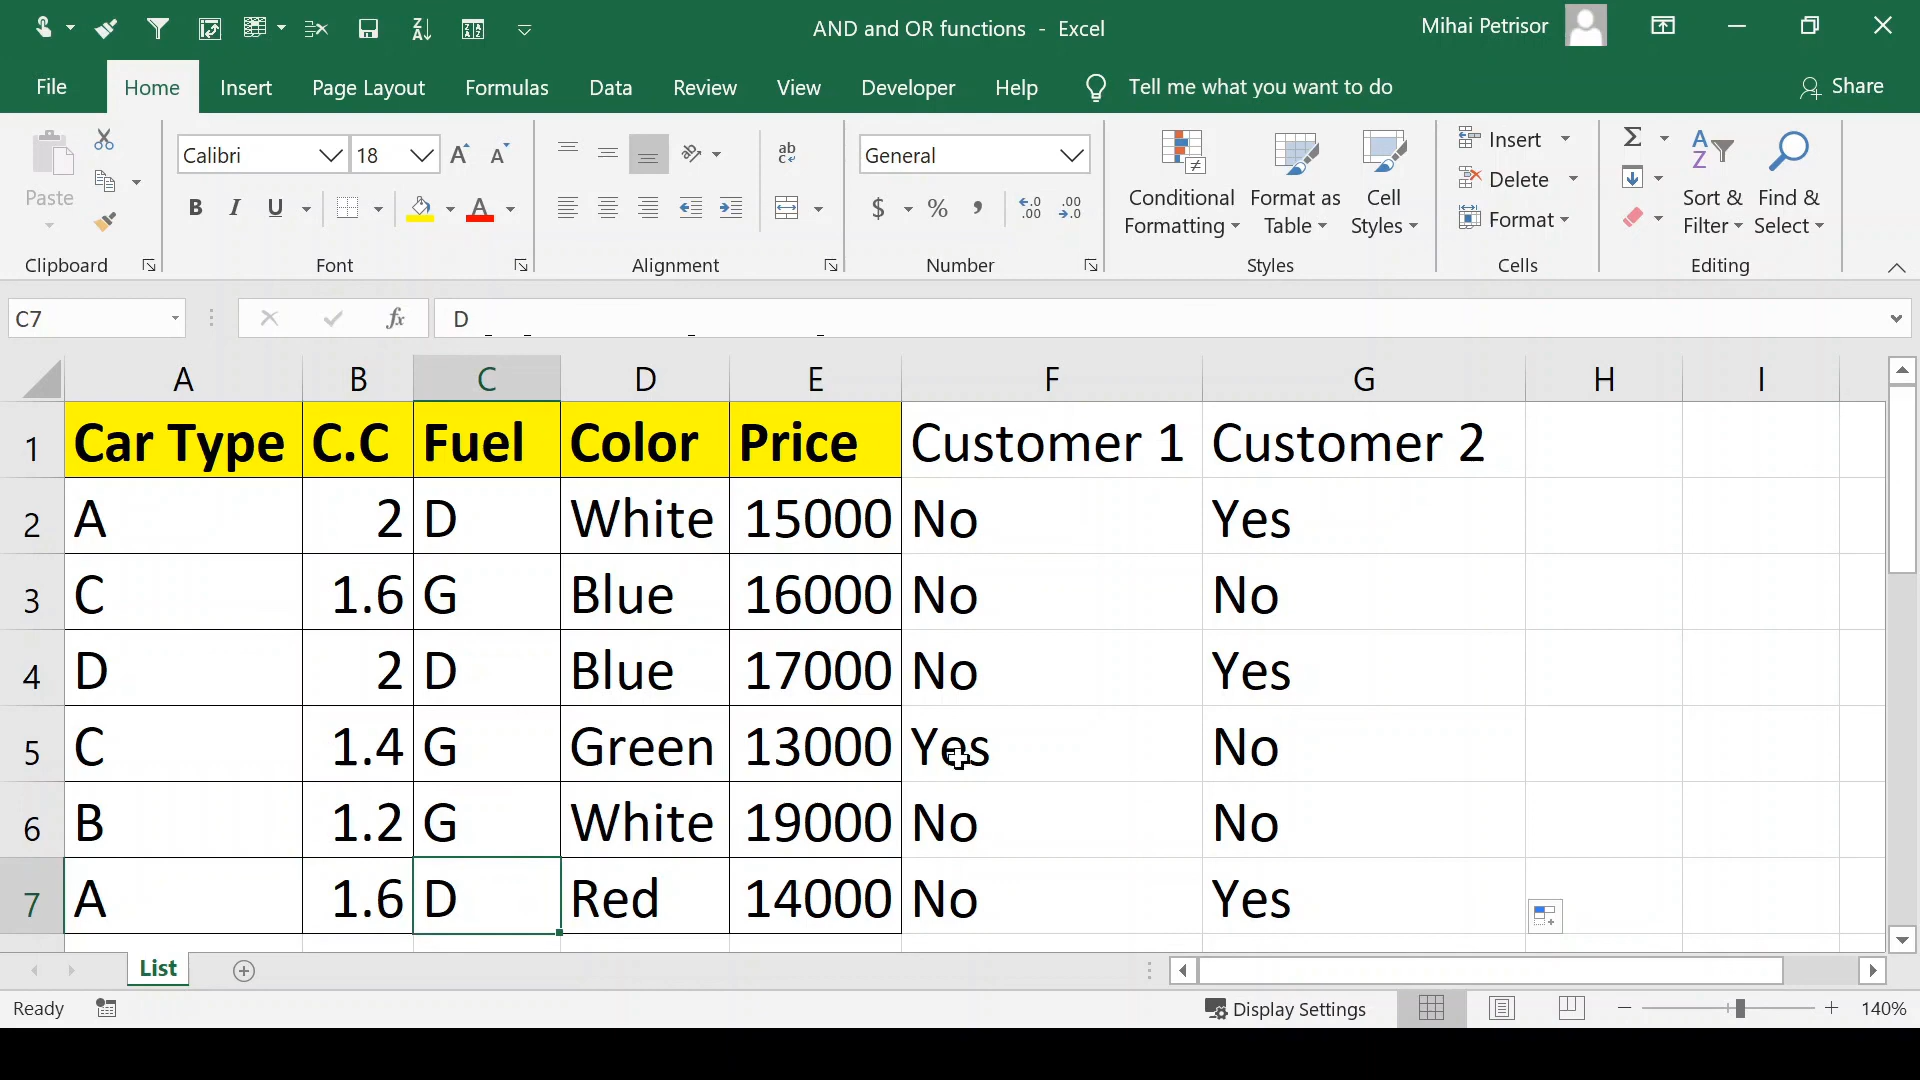 AND and OR functions - Excel
Mihai Petrisor
File Home Insert Page Layout Formulas Data Review View Developer Help Tell me what you want to do Share
Paste
Clipboard
Calibri 18
B I U
Font
ab
Alignment
General
$ % ,
Number
Conditional Formatting
Format as Table
Cell Styles
Styles
Insert
Delete
Format
Cells
Sort & Filter
Find & Select
Editing
C7 fx D
A B C D E F G H I
1 Car Type C.C Fuel Color Price Customer 1 Customer 2
2 A 2 D White 15000 No Yes
3 C 1.6 G Blue 16000 No No
4 D 2 D Blue 17000 No Yes
5 C 1.4 G Green 13000 Yes No
6 B 1.2 G White 19000 No No
7 A 1.6 D Red 14000 No Yes
List
Ready Display Settings 140%